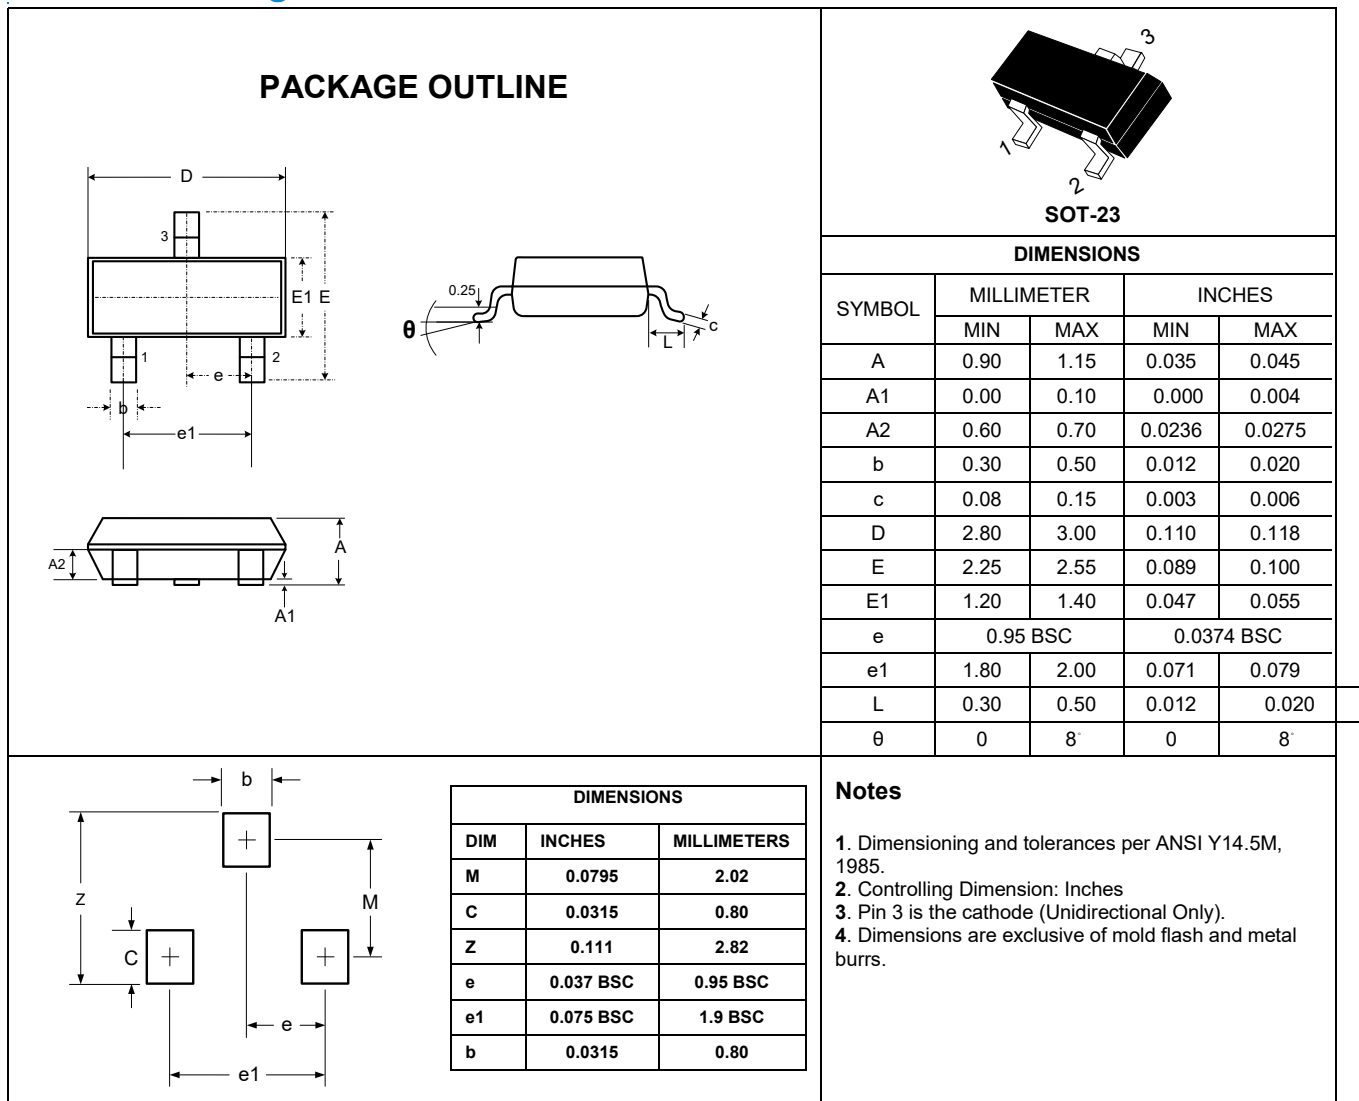 PACKAGE OUTLINE
D
3
E1 E
1
2
e
b
e1
0.25
θ
L
c
A2
A
A1
3
1
2
SOT-23
DIMENSIONS
SYMBOL MILLIMETER INCHES
MIN MAX MIN MAX
A 0.90 1.15 0.035 0.045
A1 0.00 0.10 0.000 0.004
A2 0.60 0.70 0.0236 0.0275
b 0.30 0.50 0.012 0.020
c 0.08 0.15 0.003 0.006
D 2.80 3.00 0.110 0.118
E 2.25 2.55 0.089 0.100
E1 1.20 1.40 0.047 0.055
e 0.95 BSC 0.0374 BSC
e1 1.80 2.00 0.071 0.079
L 0.30 0.50 0.012 0.020
θ 0 8° 0 8°
b
Z
M
C
e
e1
DIMENSIONS
DIM INCHES MILLIMETERS
M 0.0795 2.02
C 0.0315 0.80
Z 0.111 2.82
e 0.037 BSC 0.95 BSC
e1 0.075 BSC 1.9 BSC
b 0.0315 0.80
Notes
1. Dimensioning and tolerances per ANSI Y14.5M,
1985.
2. Controlling Dimension: Inches
3. Pin 3 is the cathode (Unidirectional Only).
4. Dimensions are exclusive of mold flash and metal
burrs.